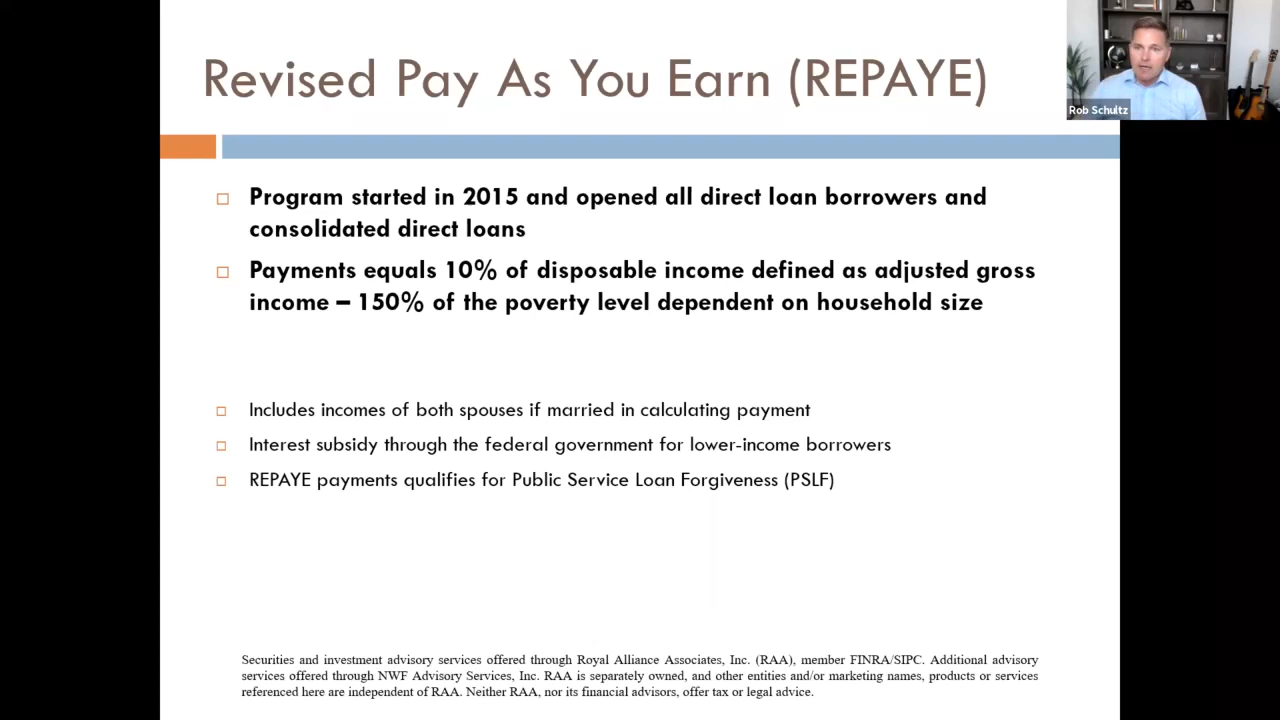 Revised Pay As You Earn (REPAYE)
Rob Schultz
Program started in 2015 and opened all direct loan borrowers and
consolidated direct loans
Payments equals 10% of disposable income defined as adjusted gross
income – 150% of the poverty level dependent on household size
Includes incomes of both spouses if married in calculating payment
Interest subsidy through the federal government for lower-income borrowers
REPAYE payments qualifies for Public Service Loan Forgiveness (PSLF)
Securities and investment advisory services offered through Royal Alliance Associates, Inc. (RAA), member FINRA/SIPC. Additional advisory
services offered through NWF Advisory Services, Inc. RAA is separately owned, and other entities and/or marketing names, products or services
referenced here are independent of RAA. Neither RAA, nor its financial advisors, offer tax or legal advice.